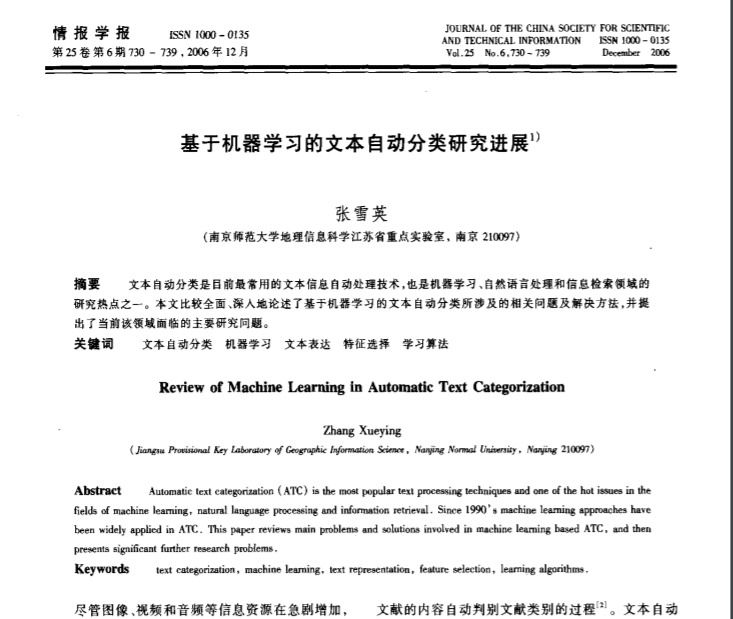 情报学报 ISSN 1000-0135
第25卷第6期730-739,2006年12月
JOURNAL OF THE CHINA SOCIETY FOR SCIENTIFIC
AND TECHNICAL INFORMATION ISSN 1000-0135
Vol.25 No.6,730-739 December 2006
基于机器学习的文本自动分类研究进展1)
张雪英
(南京师范大学地理信息科学江苏省重点实验室,南京 210097)
摘要 文本自动分类是目前最常用的文本信息自动处理技术,也是机器学习、自然语言处理和信息检索领域的
研究热点之一。本文比较全面、深入地论述了基于机器学习的文本自动分类所涉及的相关问题及解决方法,并提
出了当前该领域面临的主要研究问题。
关键词 文本自动分类 机器学习 文本表达 特征选择 学习算法
Review of Machine Learning in Automatic Text Categorization
Zhang Xueying
(Jiangsu Provisional Key Laboratory of Geographic Information Science, Nanjing Normal University, Nanjing 210097)
Abstract Automatic text categorization (ATC) is the most popular text processing techniques and one of the hot issues in the
fields of machine learning, natural language processing and information retrieval. Since 1990's machine learning approaches have
been widely applied in ATC. This paper reviews main problems and solutions involved in machine learning based ATC, and then
presents significant further research problems.
Keywords text categorization, machine learning, text representation, feature selection, learning algorithms.
尽管图像、视频和音频等信息资源在急剧增加,
文献的内容自动判别文献类别的过程[2]。文本自动